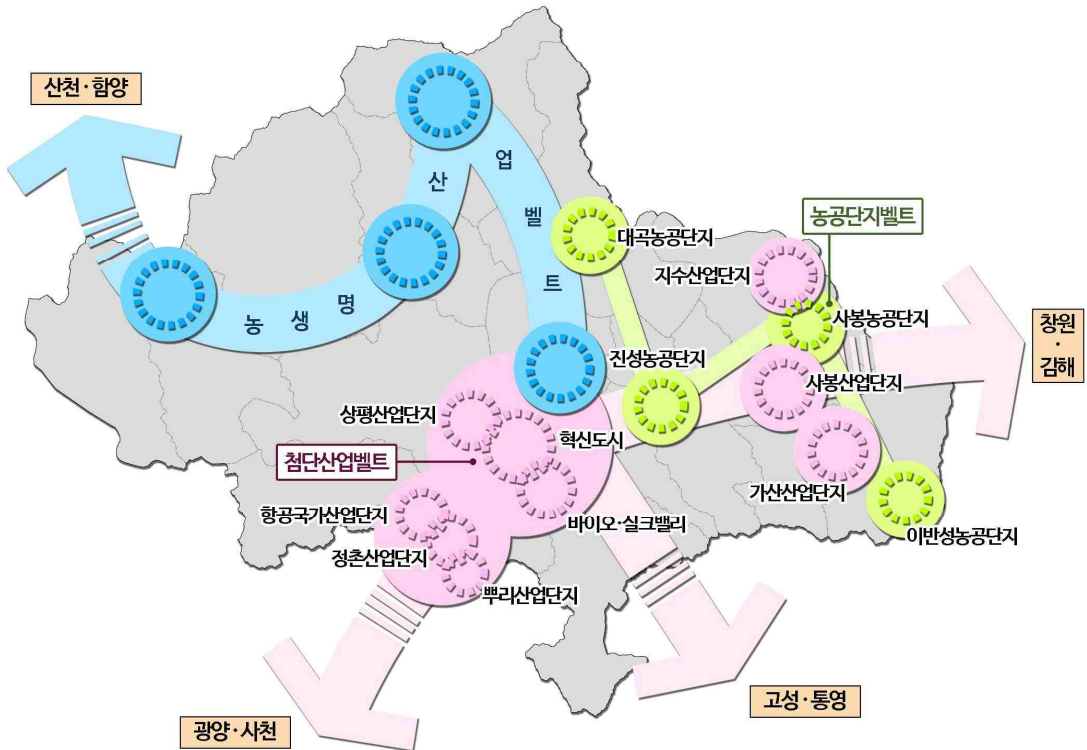 산천·함양
농생명산업벨트
대곡농공단지
농공단지벨트
지수산업단지
사봉농공단지
창원
·
김해
진성농공단지
사봉산업단지
상평산업단지
혁신도시
첨단산업벨트
가산산업단지
항공국가산업단지
바이오·실크밸리
이반성농공단지
정촌산업단지
뿌리산업단지
고성·통영
광양·사천